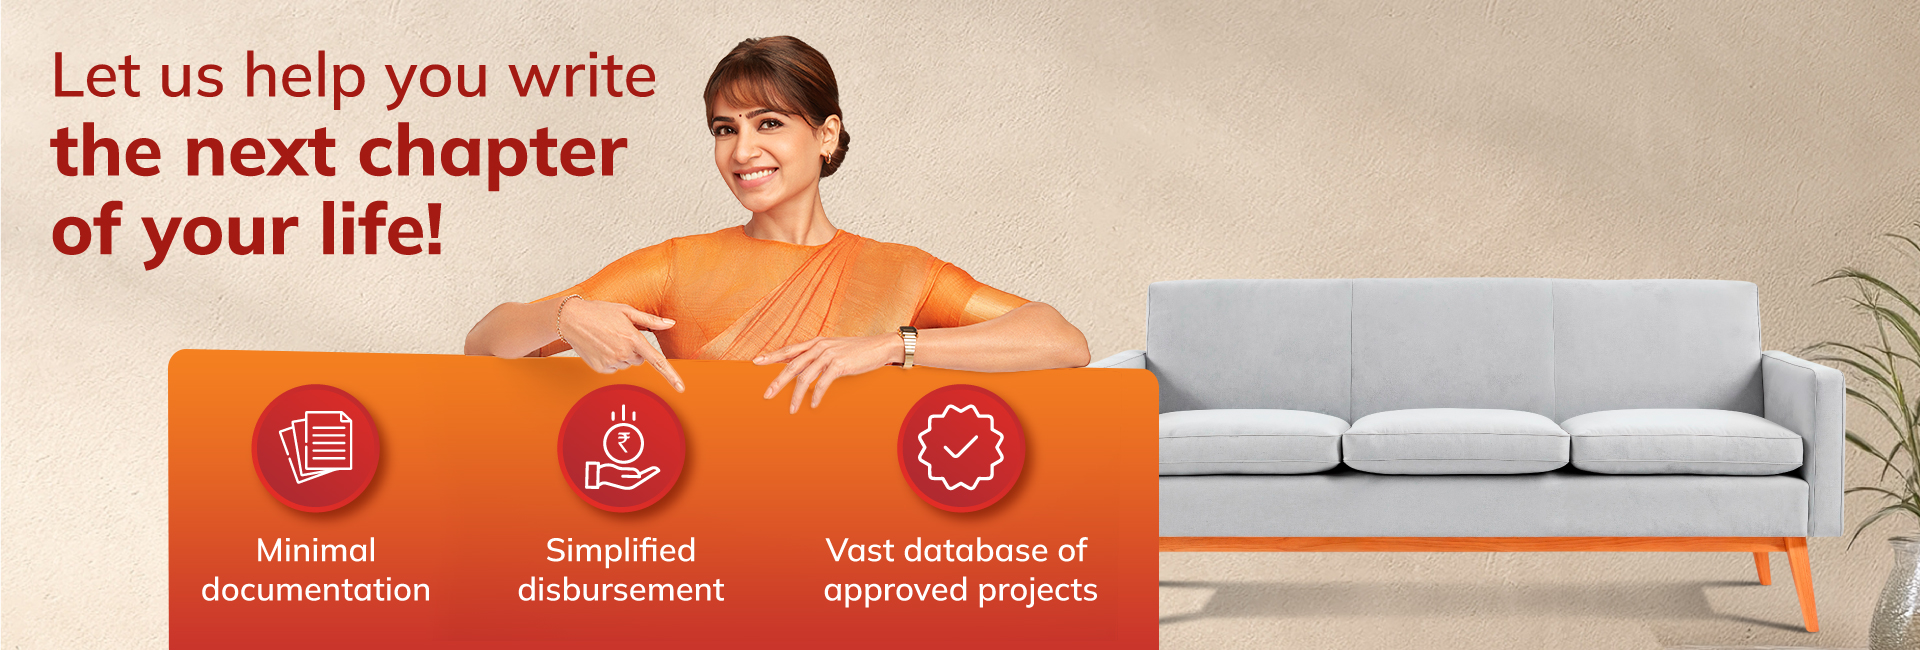 Let us help you write
the next chapter
of your life!
₹
Minimal
documentation
Simplified
disbursement
Vast database of
approved projects